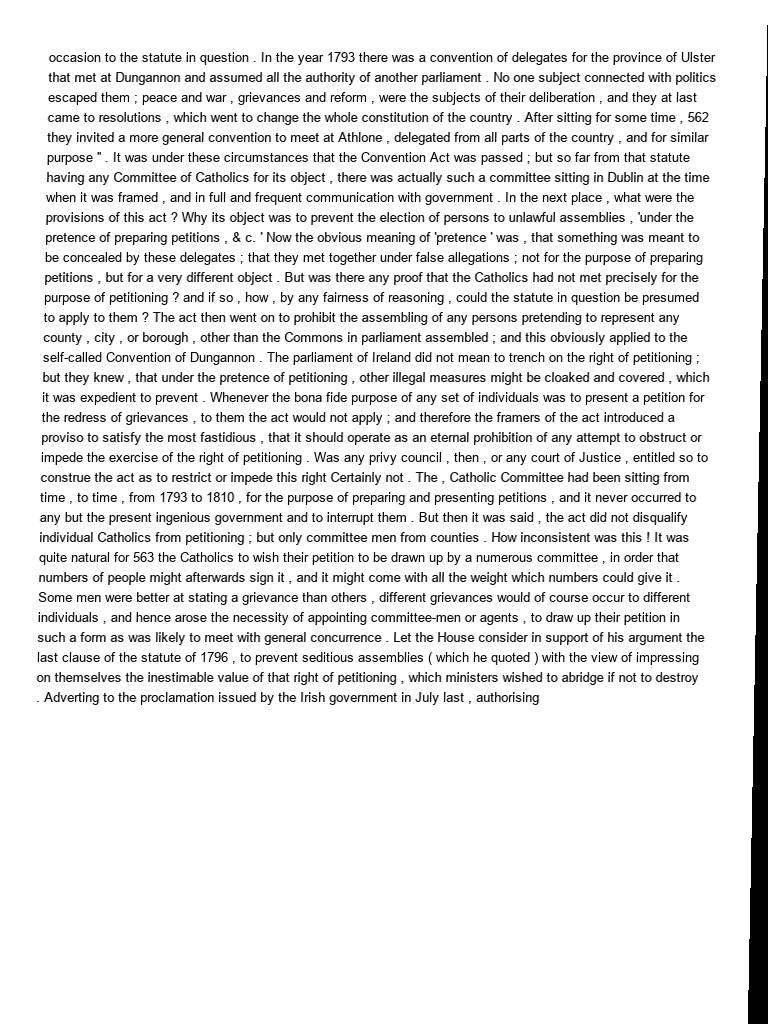 occasion to the statute in question . In the year 1793 there was a convention of delegates for the province of Ulster
that met at Dungannon and assumed all the authority of another parliament . No one subject connected with politics
escaped them ; peace and war , grievances and reform , were the subjects of their deliberation , and they at last
came to resolutions , which went to change the whole constitution of the country . After sitting for some time , 562
they invited a more general convention to meet at Athlone , delegated from all parts of the country , and for similar
purpose " . It was under these circumstances that the Convention Act was passed ; but so far from that statute
having any Committee of Catholics for its object , there was actually such a committee sitting in Dublin at the time
when it was framed , and in full and frequent communication with government . In the next place , what were the
provisions of this act ? Why its object was to prevent the election of persons to unlawful assemblies , 'under the
pretence of preparing petitions , & c. ' Now the obvious meaning of 'pretence ' was , that something was meant to
be concealed by these delegates ; that they met together under false allegations ; not for the purpose of preparing
petitions , but for a very different object . But was there any proof that the Catholics had not met precisely for the
purpose of petitioning ? and if so , how , by any fairness of reasoning , could the statute in question be presumed
to apply to them ? The act then went on to prohibit the assembling of any persons pretending to represent any
county , city , or borough , other than the Commons in parliament assembled ; and this obviously applied to the
self-called Convention of Dungannon . The parliament of Ireland did not mean to trench on the right of petitioning ;
but they knew , that under the pretence of petitioning , other illegal measures might be cloaked and covered , which
it was expedient to prevent . Whenever the bona fide purpose of any set of individuals was to present a petition for
the redress of grievances , to them the act would not apply ; and therefore the framers of the act introduced a
proviso to satisfy the most fastidious , that it should operate as an eternal prohibition of any attempt to obstruct or
impede the exercise of the right of petitioning . Was any privy council , then , or any court of Justice , entitled so to
construe the act as to restrict or impede this right Certainly not . The , Catholic Committee had been sitting from
time , to time , from 1793 to 1810 , for the purpose of preparing and presenting petitions , and it never occurred to
any but the present ingenious government and to interrupt them . But then it was said , the act did not disqualify
individual Catholics from petitioning ; but only committee men from counties . How inconsistent was this ! It was
quite natural for 563 the Catholics to wish their petition to be drawn up by a numerous committee , in order that
numbers of people might afterwards sign it , and it might come with all the weight which numbers could give it .
Some men were better at stating a grievance than others , different grievances would of course occur to different
individuals , and hence arose the necessity of appointing committee-men or agents , to draw up their petition in
such a form as was likely to meet with general concurrence . Let the House consider in support of his argument the
last clause of the statute of 1796 , to prevent seditious assemblies ( which he quoted ) with the view of impressing
on themselves the inestimable value of that right of petitioning , which ministers wished to abridge if not to destroy
. Adverting to the proclamation issued by the Irish government in July last , authorising